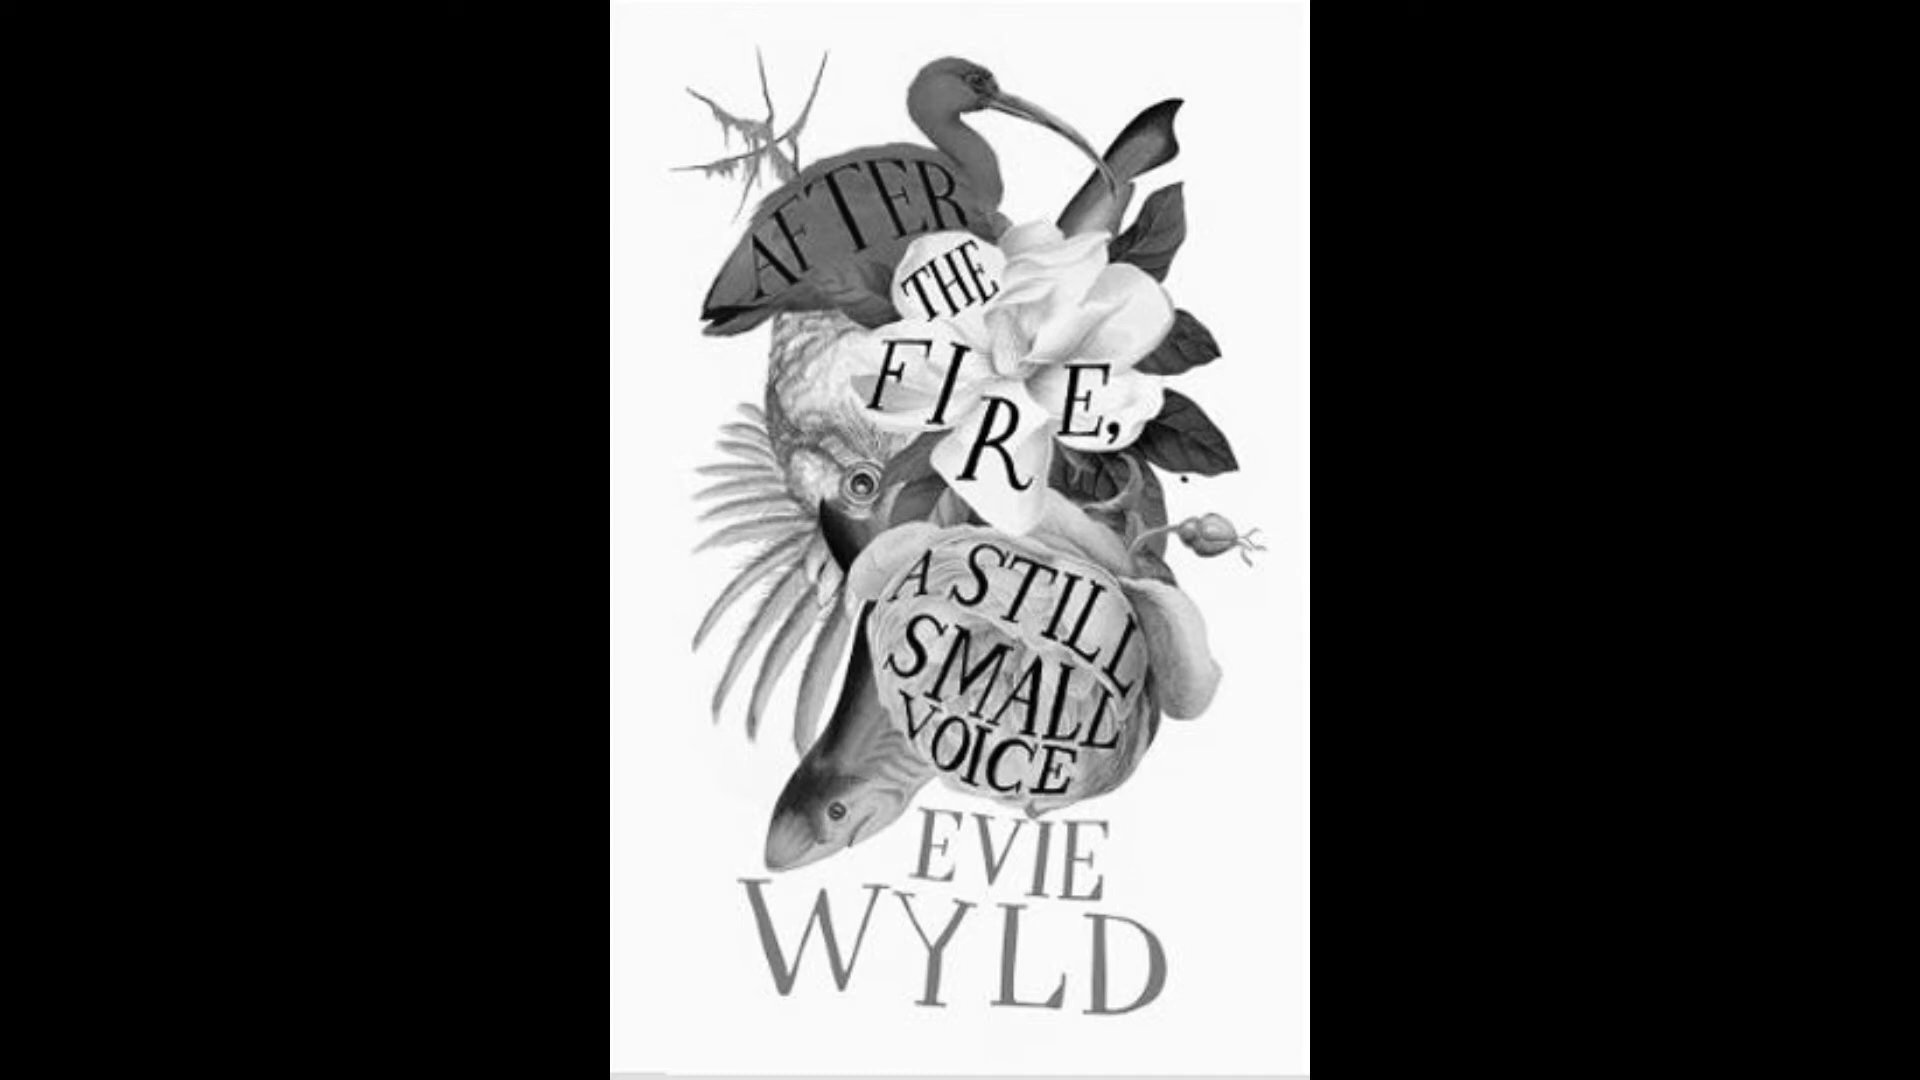 AFTER
THE
FIRE,
A STILL
SMALL
VOICE
EVIE
WYLD